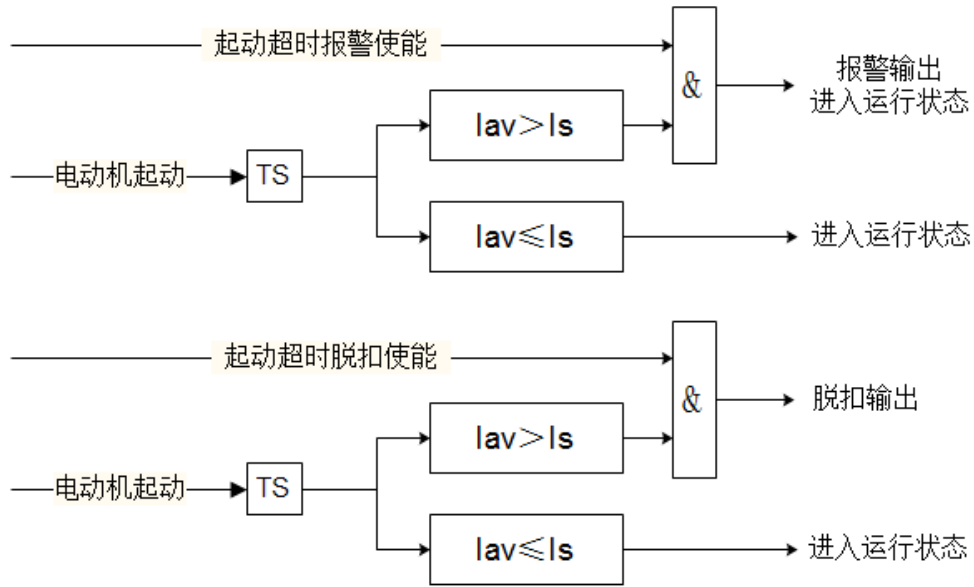 起动超时报警使能
&
报警输出
进入运行状态
Iav>Is
电动机起动
TS
Iav≤Is
进入运行状态
起动超时脱扣使能
&
脱扣输出
Iav>Is
电动机起动
TS
Iav≤Is
进入运行状态